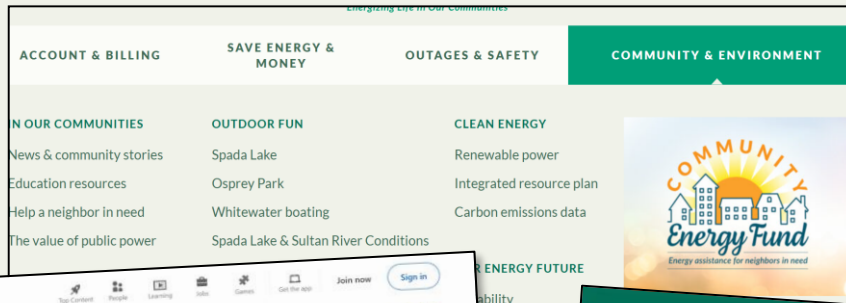 Energizing Life in Our Communities
ACCOUNT & BILLING
SAVE ENERGY &
MONEY
OUTAGES & SAFETY
COMMUNITY & ENVIRONMENT
IN OUR COMMUNITIES
News & community stories
Education resources
Help a neighbor in need
The value of public power
OUTDOOR FUN
Spada Lake
Osprey Park
Whitewater boating
Spada Lake & Sultan River Conditions
CLEAN ENERGY
Renewable power
Integrated resource plan
Carbon emissions data
R ENERGY FUTURE
ability
COMMUNITY
Energy Fund
Energy assistance for neighbors in need
Top Content
People
Learning
Jobs
Games
Get the app
Join now
Sign in